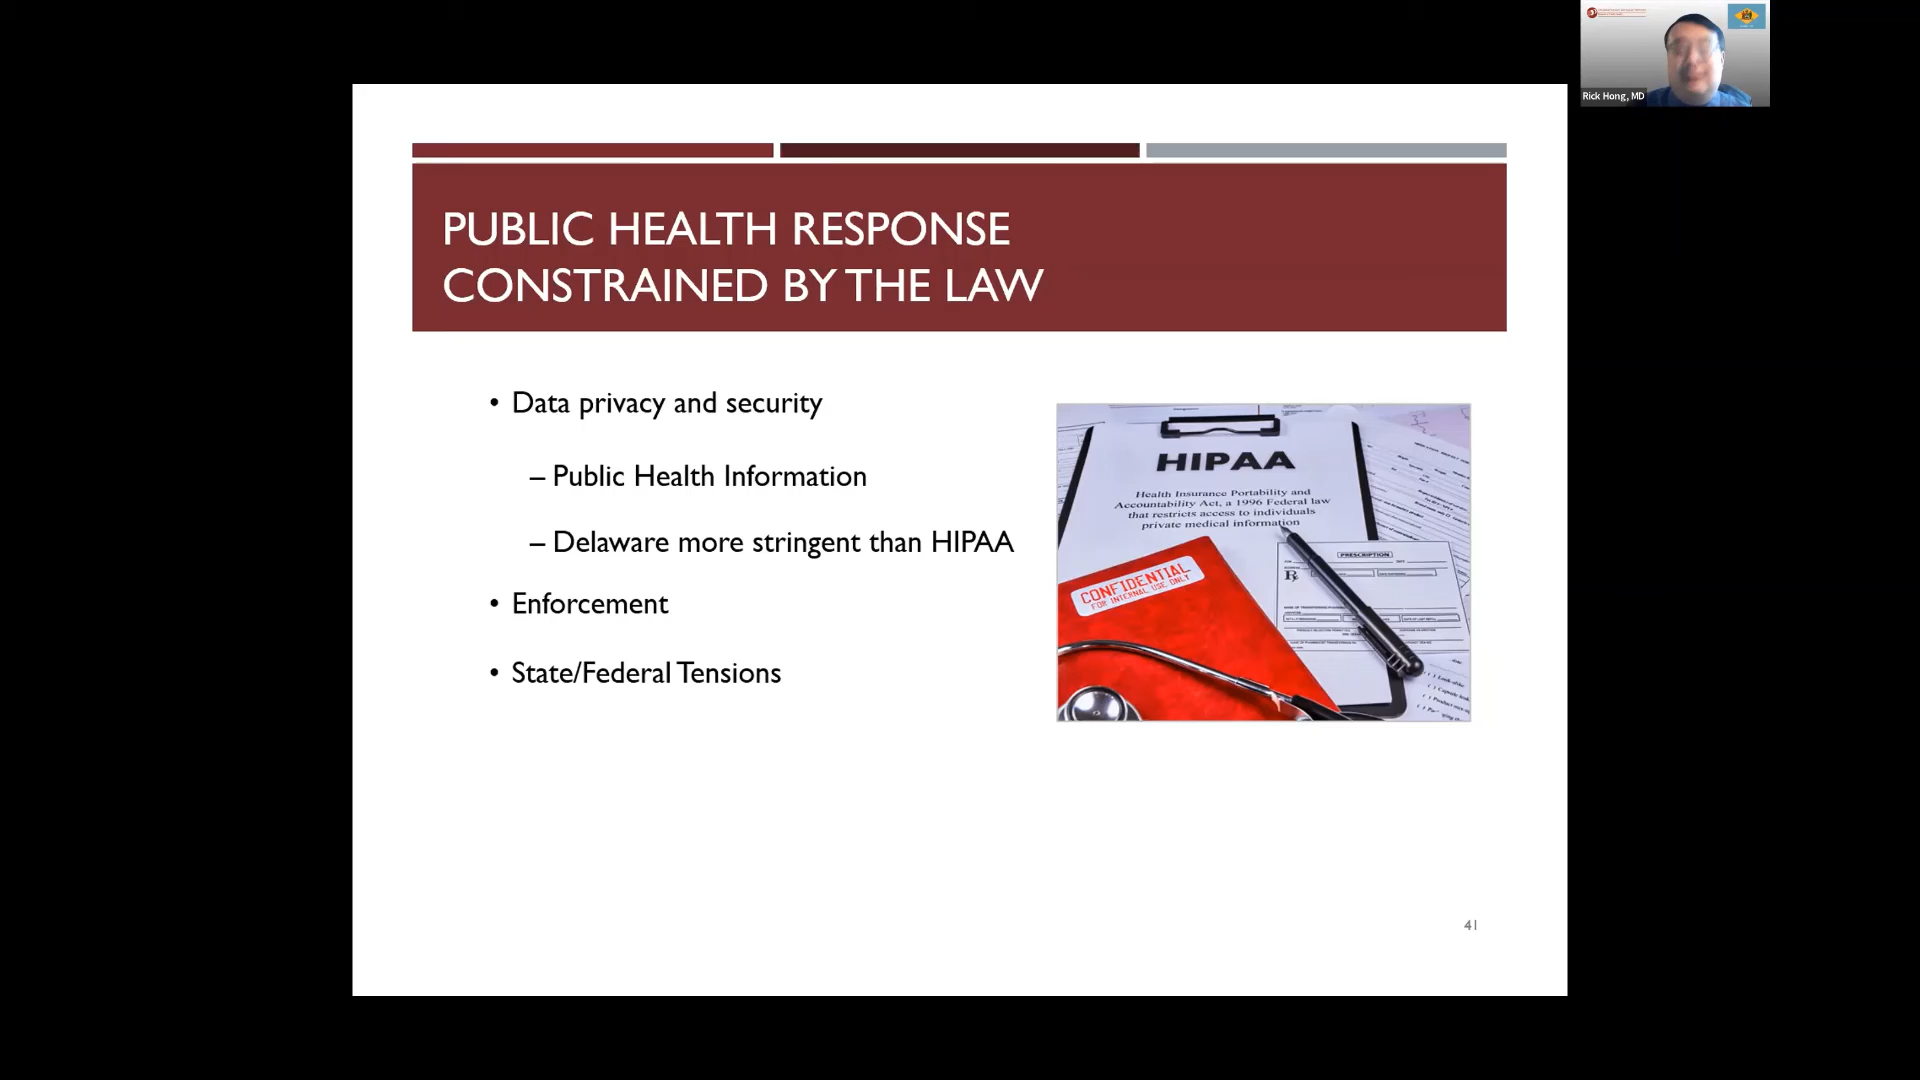 Rick Hong, MD
PUBLIC HEALTH RESPONSE
CONSTRAINED BY THE LAW
• Data privacy and security
– Public Health Information
– Delaware more stringent than HIPAA
• Enforcement
• State/Federal Tensions
HIPAA
Health Insurance Portability and
Accountability Act, a 1996 Federal law
that restricts access to individuals
private medical information
CONFIDENTIAL
FOR INTERNAL USE ONLY
PRESCRIPTION
Rx
41